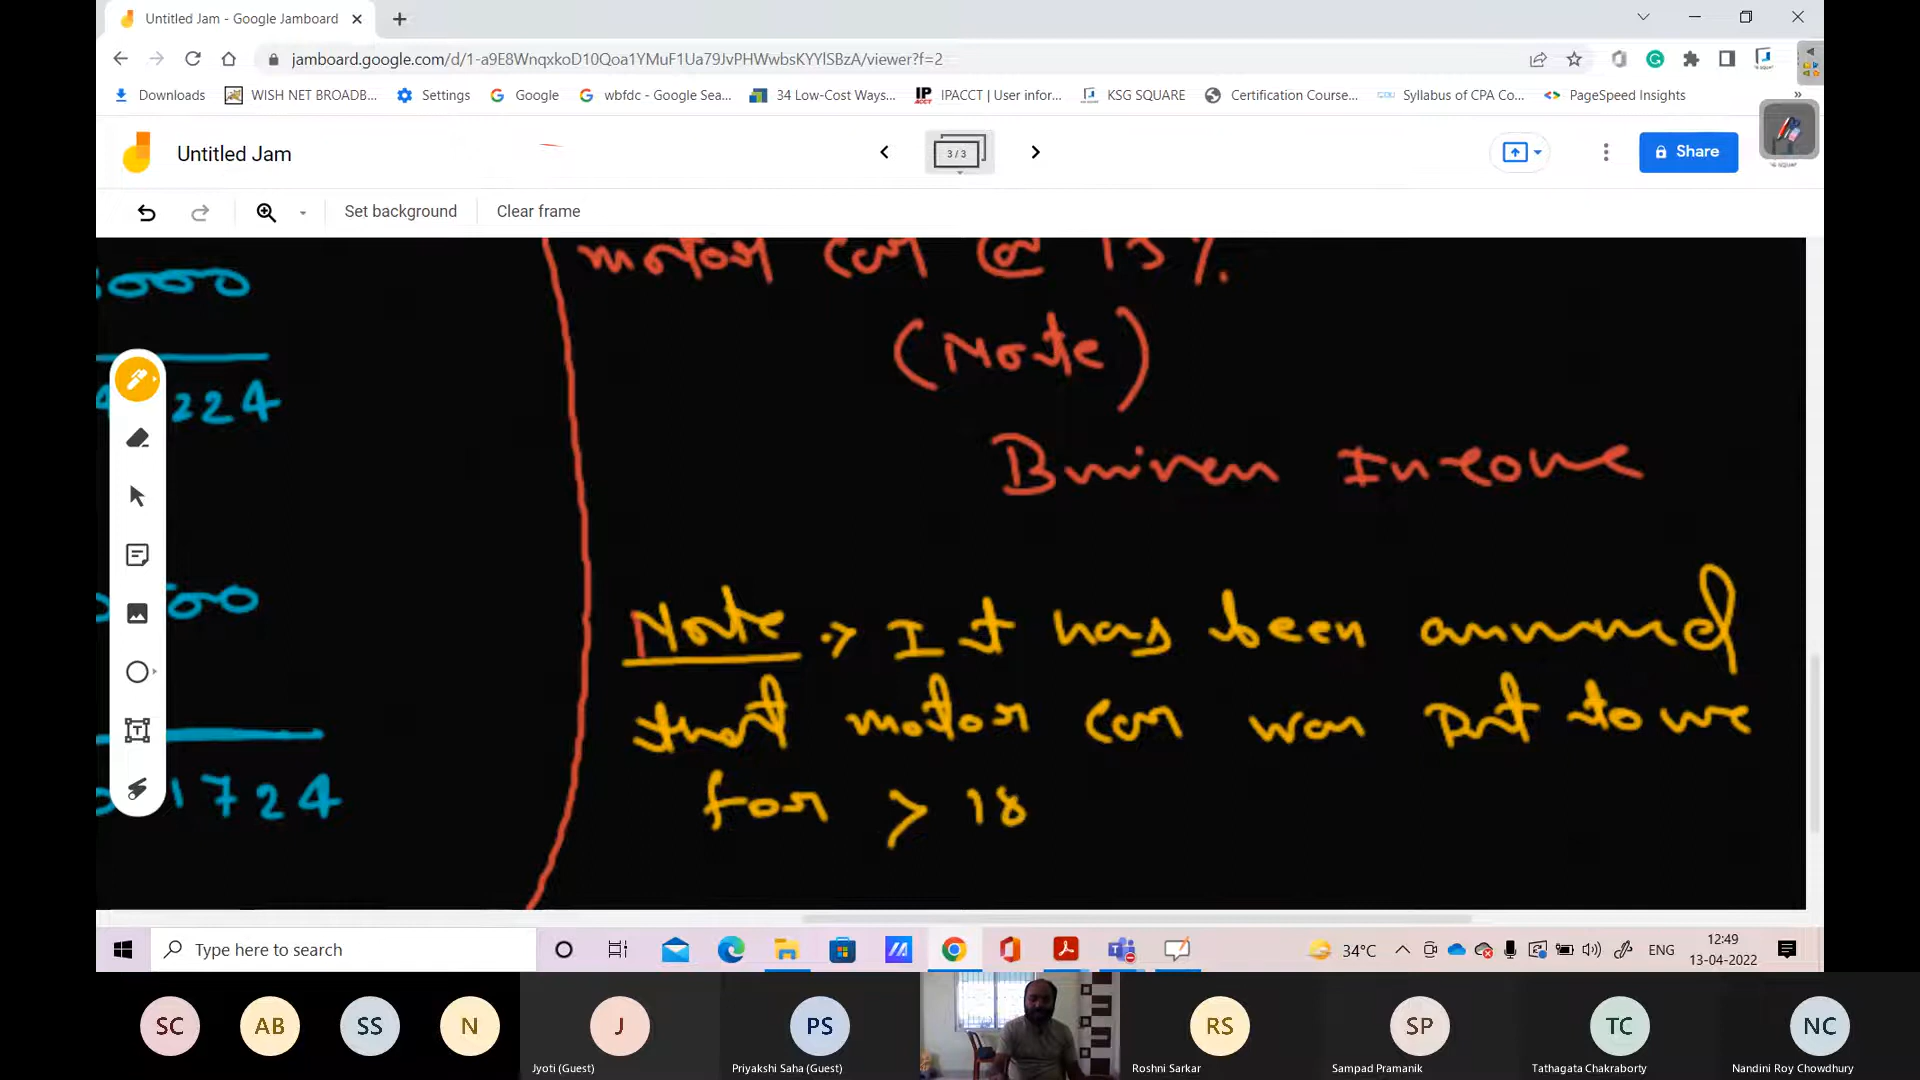 Untitled Jam - Google Jamboard
jamboard.google.com/d/1-a9E8WnqxkoD10Qoa1YMuF1Ua79JvPHWwbsKYYlSBzA/viewer?f=2
Downloads WISH NET BROADB... Settings Google wbfdc - Google Sea... 34 Low-Cost Ways... IPACCT | User infor... KSG SQUARE Certification Course... Syllabus of CPA Co... PageSpeed Insights »
Untitled Jam 3 / 3 Share
Set background Clear frame
motor car @ 15%.
000
(Note)
224
Business Income
Note :> It has been assumed
00
that motor car was put to use
1724
for > 18
Type here to search 34°C ENG 12:49
13-04-2022
SC AB SS N J PS RS SP TC NC
Jyoti (Guest) Priyakshi Saha (Guest) Roshni Sarkar Sampad Pramanik Tathagata Chakraborty Nandini Roy Chowdhury